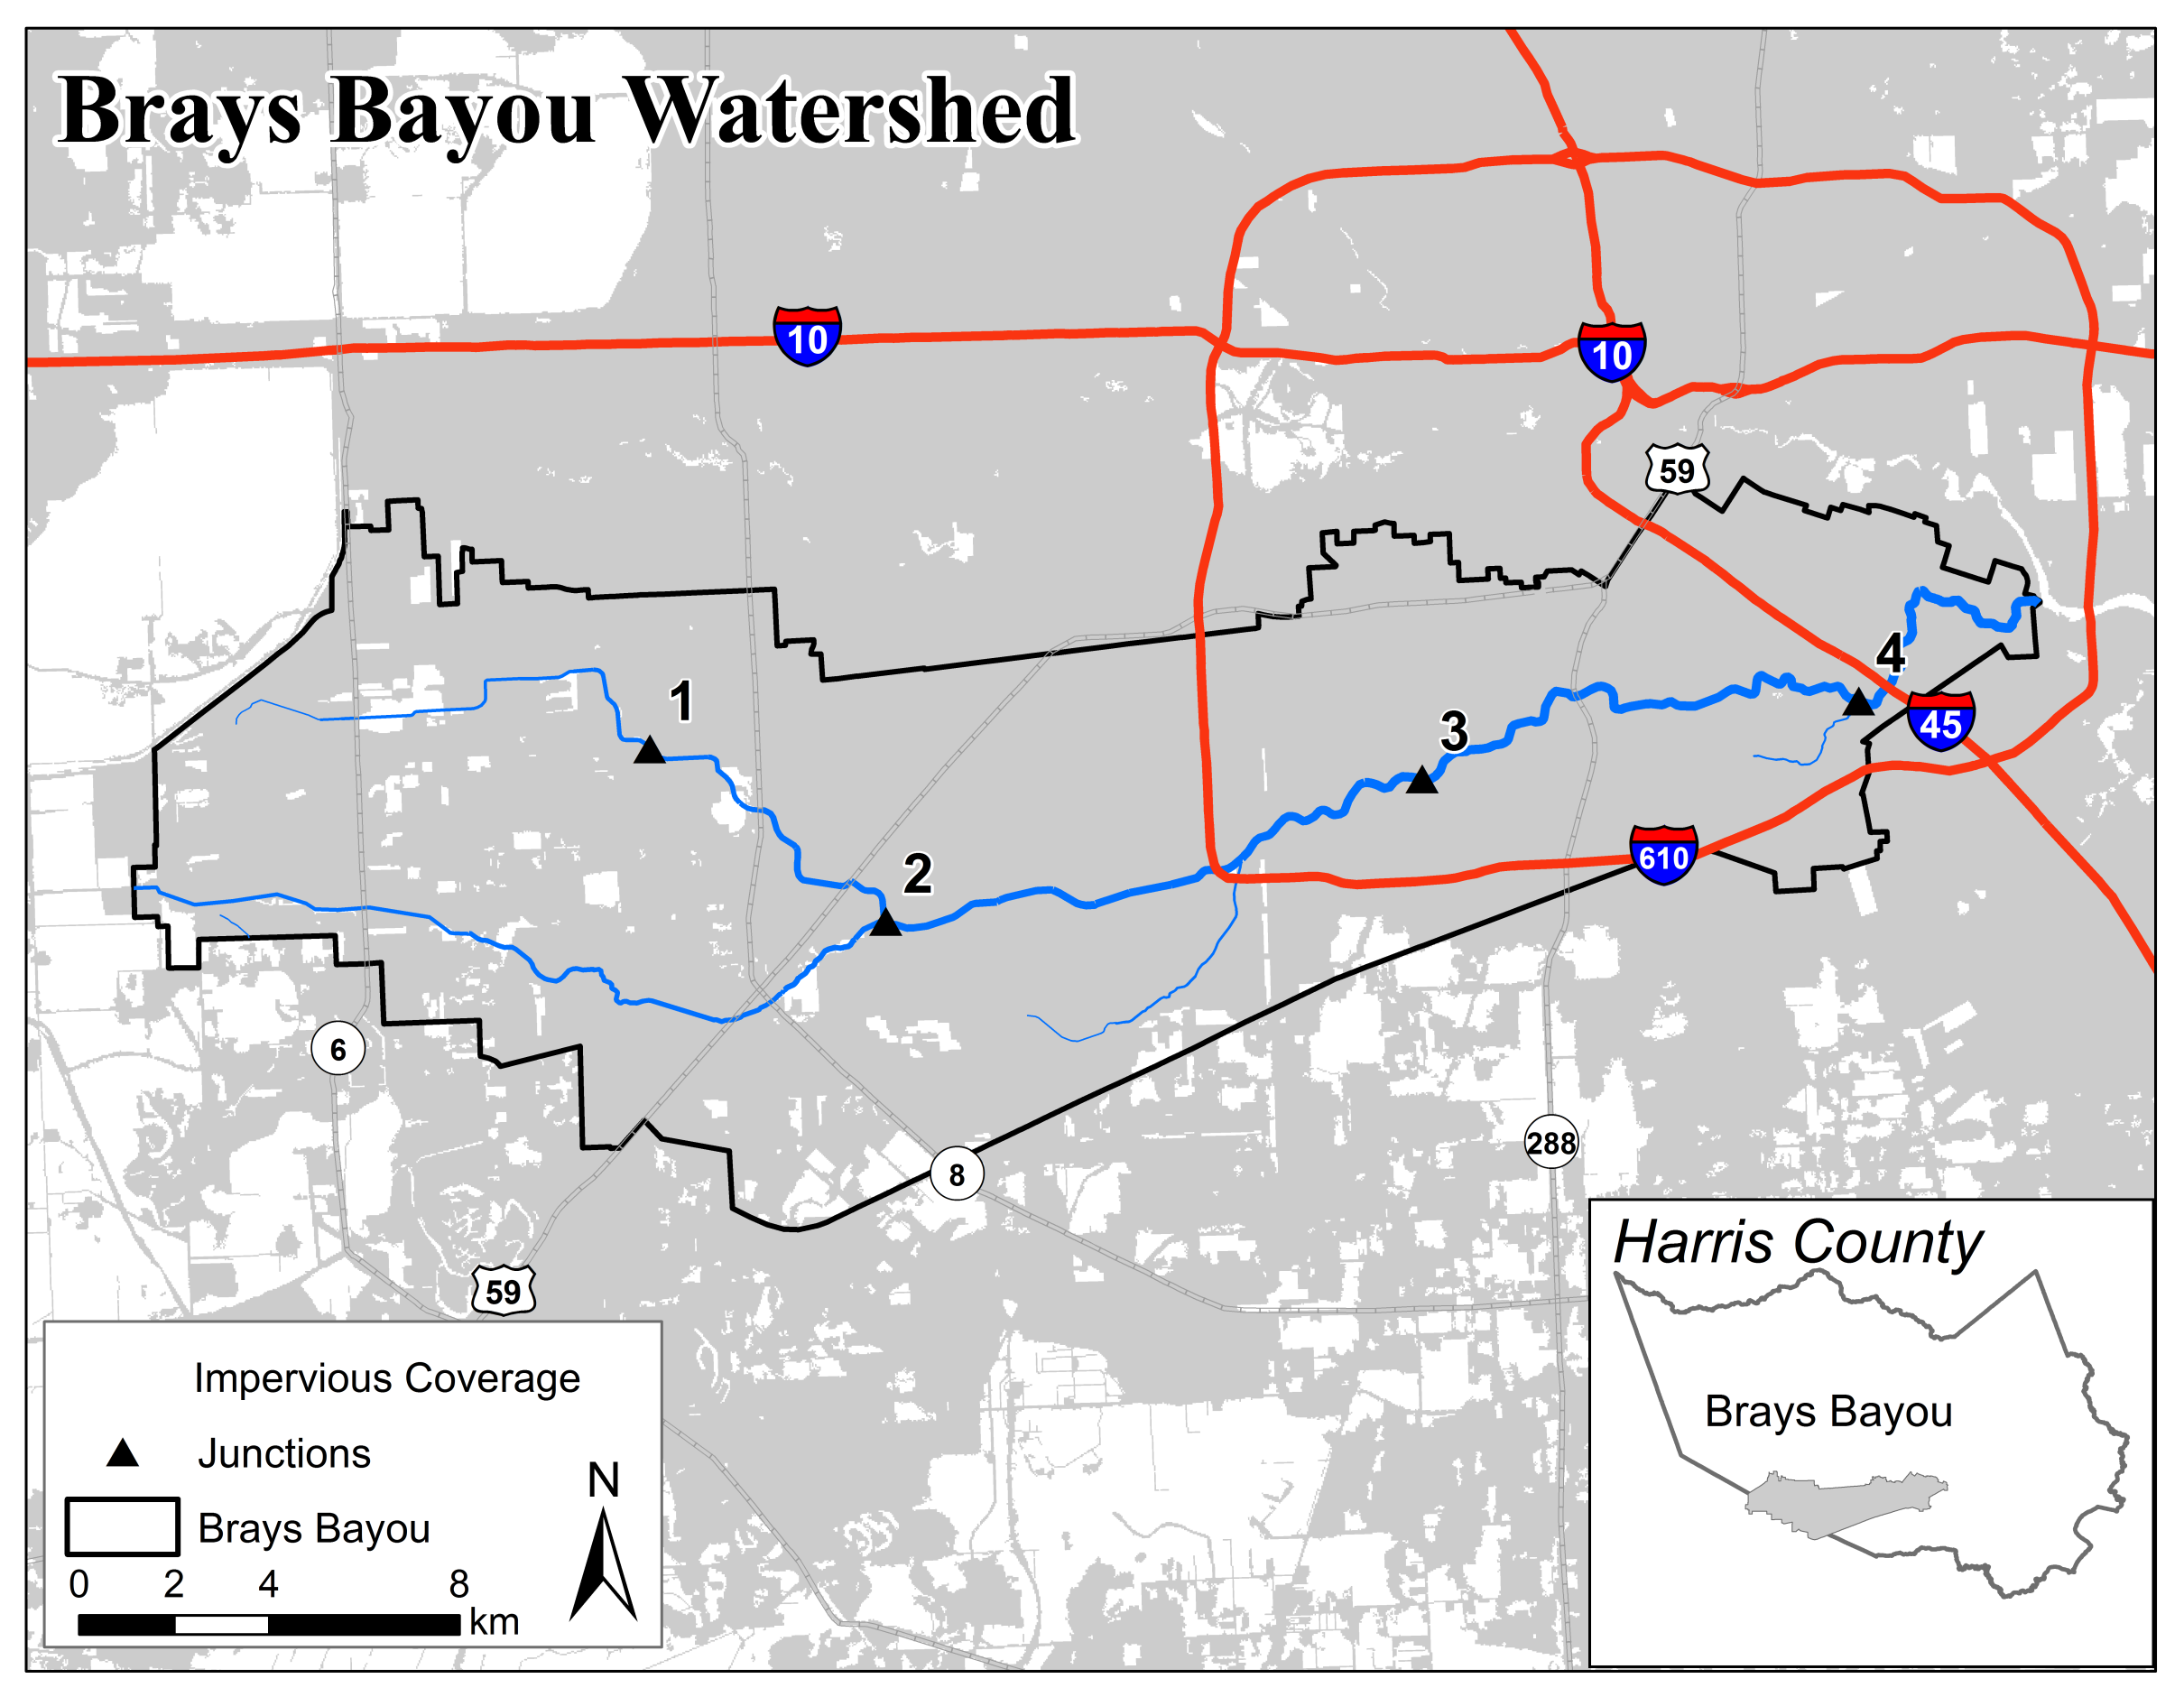 Brays Bayou Watershed
10
10
59
1
2
3
4
45
610
6
8
288
59
Harris County
Brays Bayou
Impervious Coverage
Junctions
Brays Bayou
N
0 2 4 8
km